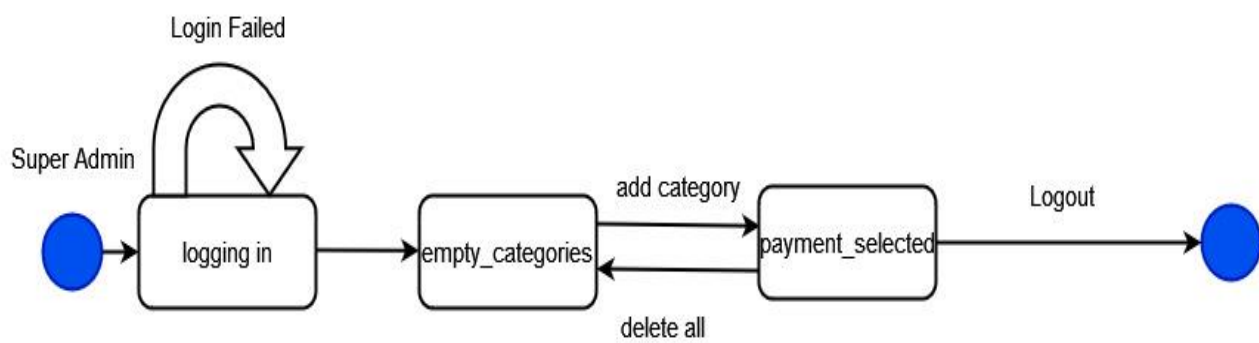 Login Failed
Super Admin
logging in
empty_categories
add category
delete all
payment_selected
Logout